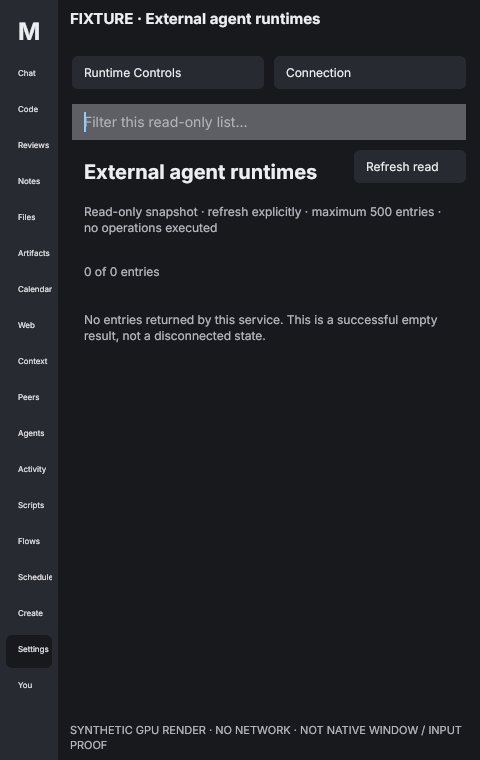 M
Chat
Code
Reviews
Notes
Files
Artifacts
Calendar
Web
Context
Peers
Agents
Activity
Scripts
Flows
Schedule
Create
Settings
You
FIXTURE · External agent runtimes
Runtime Controls
Connection
Filter this read-only list...
External agent runtimes
Refresh read
Read-only snapshot · refresh explicitly · maximum 500 entries ·
no operations executed
0 of 0 entries
No entries returned by this service. This is a successful empty
result, not a disconnected state.
SYNTHETIC GPU RENDER · NO NETWORK · NOT NATIVE WINDOW / INPUT
PROOF